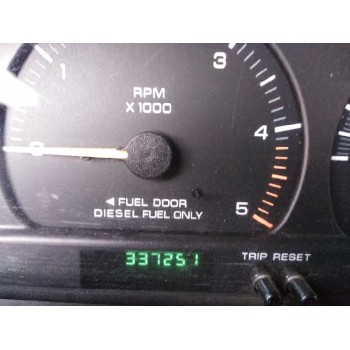 1
3
RPM
X 1000
4
0
◄ FUEL DOOR
DIESEL FUEL ONLY
5
337251
TRIP RESET